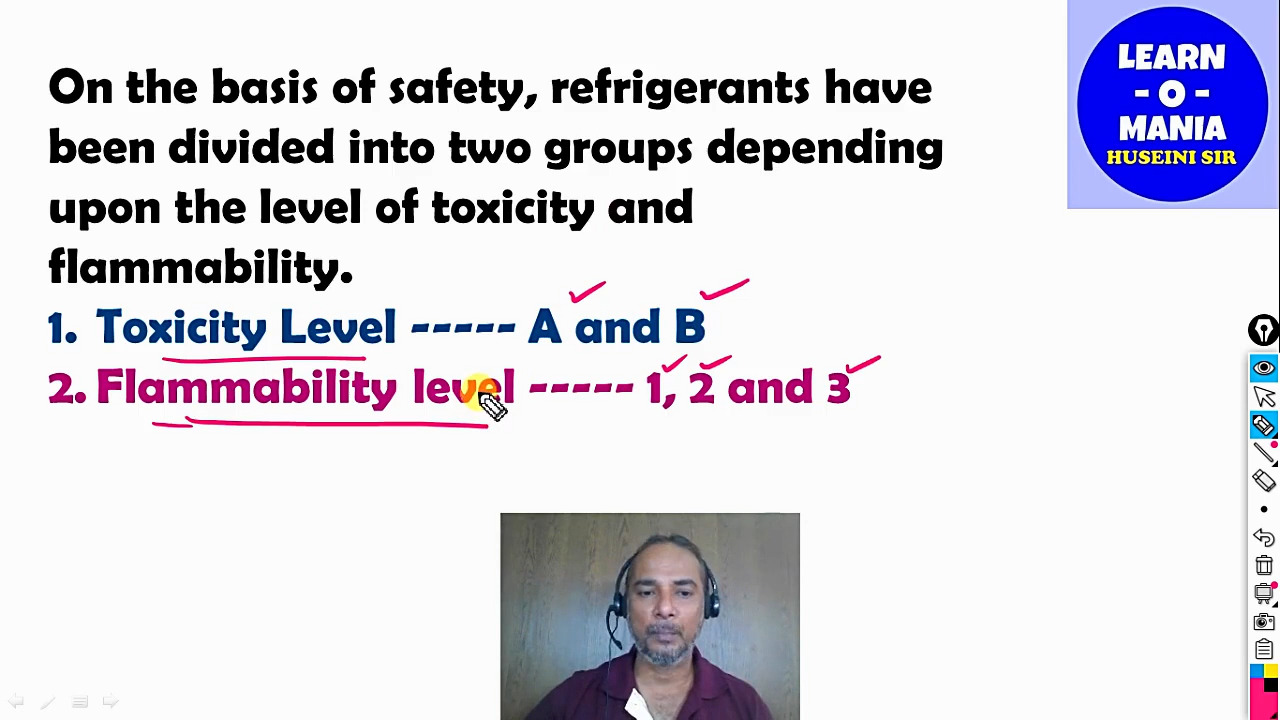 On the basis of safety, refrigerants have
been divided into two groups depending
upon the level of toxicity and
flammability.
1. Toxicity Level ----- A and B
2. Flammability level ----- 1, 2 and 3
LEARN
- O -
MANIA
HUSEINI SIR